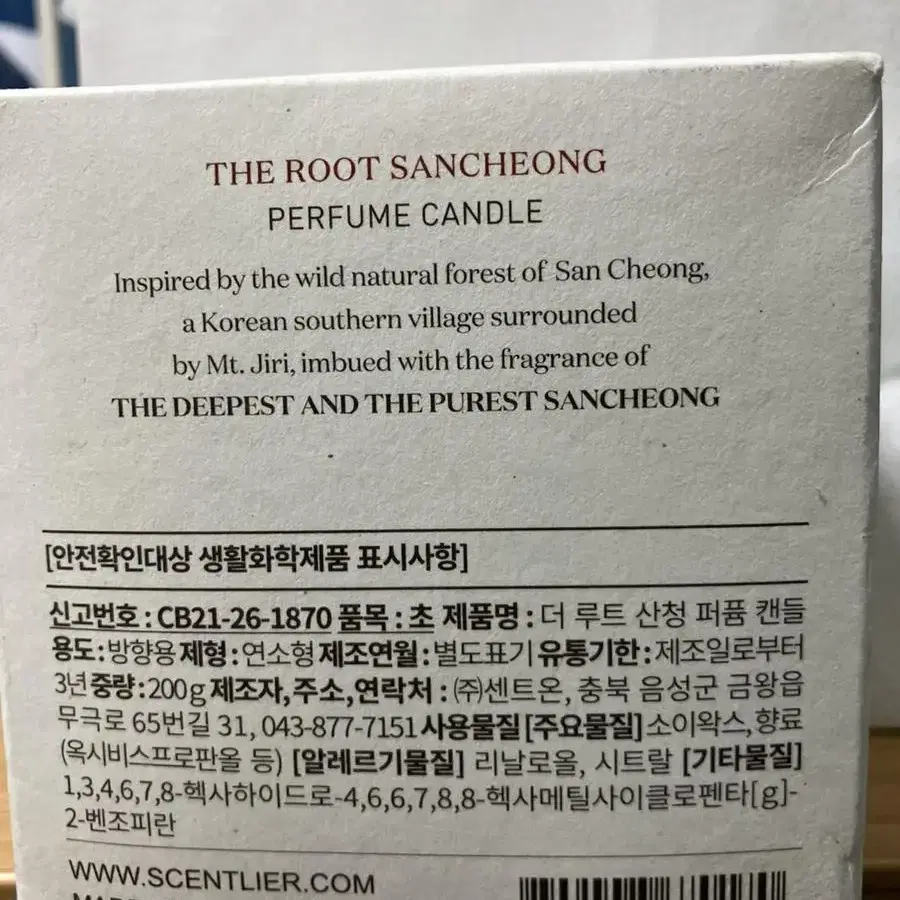 THE ROOT SANCHEONG
PERFUME CANDLE
Inspired by the wild natural forest of San Cheong,
a Korean southern village surrounded
by Mt. Jiri, imbued with the fragrance of
THE DEEPEST AND THE PUREST SANCHEONG
[안전확인대상 생활화학제품 표시사항]
신고번호 : CB21-26-1870 품목 : 초 제품명 : 더 루트 산청 퍼퓸 캔들
용도 : 방향용 제형 : 연소형 제조연월 : 별도표기 유통기한 : 제조일로부터
3년 중량 : 200g 제조자, 주소, 연락처 : ㈜센트온, 충북 음성군 금왕읍
무극로 65번길 31, 043-877-7151 사용물질 [주요물질] 소이왁스, 향료
(옥시비스프로판올 등) [알레르기물질] 리날로올, 시트랄 [기타물질]
1,3,4,6,7,8-헥사하이드로-4,6,6,7,8,8-헥사메틸사이클로펜타[g]-
2-벤조피란
WWW.SCENTLIER.COM